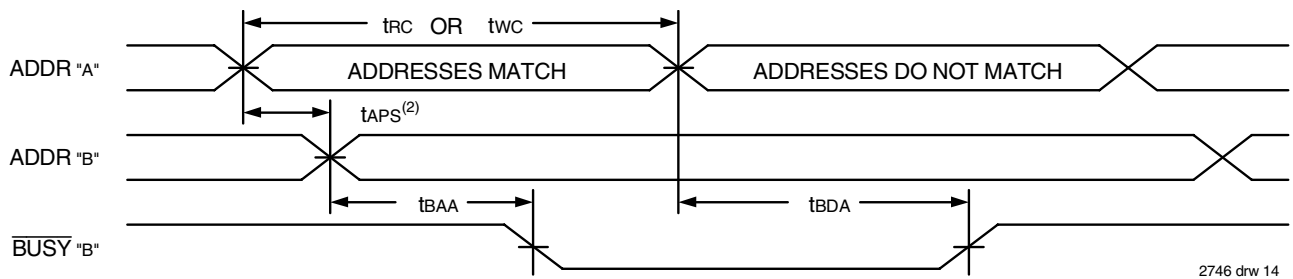 tRC OR tWC
ADDR "A"
ADDRESSES MATCH
ADDRESSES DO NOT MATCH
tAPS(2)
ADDR "B"
tBAA
tBDA
BUSY "B"
2746 drw 14